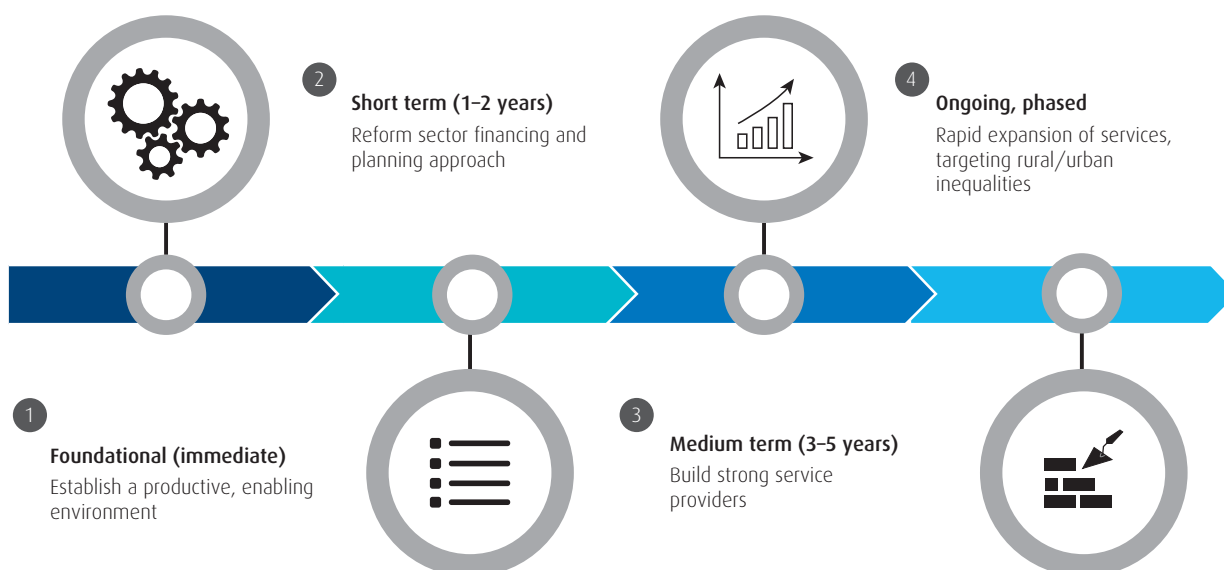 1
Foundational (immediate)
Establish a productive, enabling
environment
2
Short term (1–2 years)
Reform sector financing and
planning approach
3
Medium term (3–5 years)
Build strong service
providers
4
Ongoing, phased
Rapid expansion of services,
targeting rural/urban
inequalities